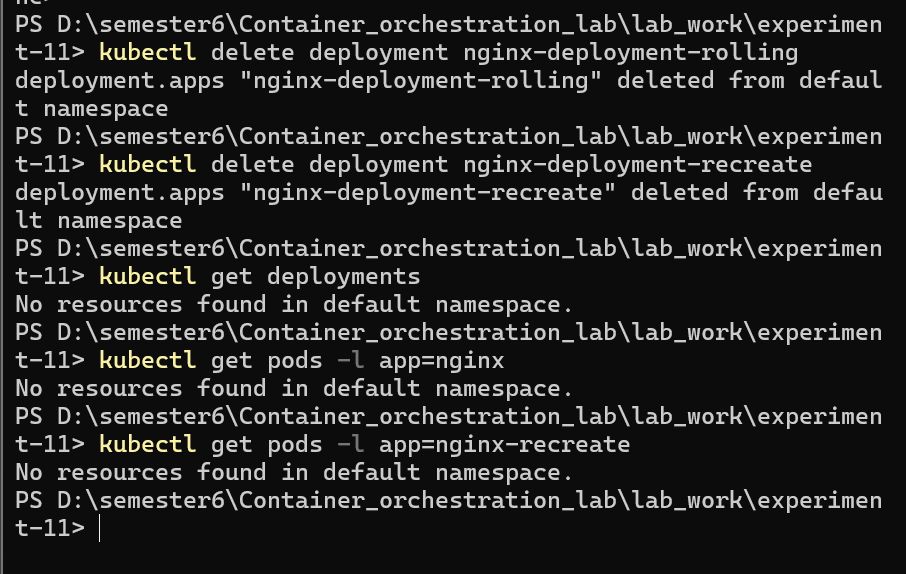 PS D:\semester6\Container_orchestration_lab\lab_work\experimen
t-11> kubectl delete deployment nginx-deployment-rolling
deployment.apps "nginx-deployment-rolling" deleted from defaul
t namespace
PS D:\semester6\Container_orchestration_lab\lab_work\experimen
t-11> kubectl delete deployment nginx-deployment-recreate
deployment.apps "nginx-deployment-recreate" deleted from defau
lt namespace
PS D:\semester6\Container_orchestration_lab\lab_work\experimen
t-11> kubectl get deployments
No resources found in default namespace.
PS D:\semester6\Container_orchestration_lab\lab_work\experimen
t-11> kubectl get pods -l app=nginx
No resources found in default namespace.
PS D:\semester6\Container_orchestration_lab\lab_work\experimen
t-11> kubectl get pods -l app=nginx-recreate
No resources found in default namespace.
PS D:\semester6\Container_orchestration_lab\lab_work\experimen
t-11>